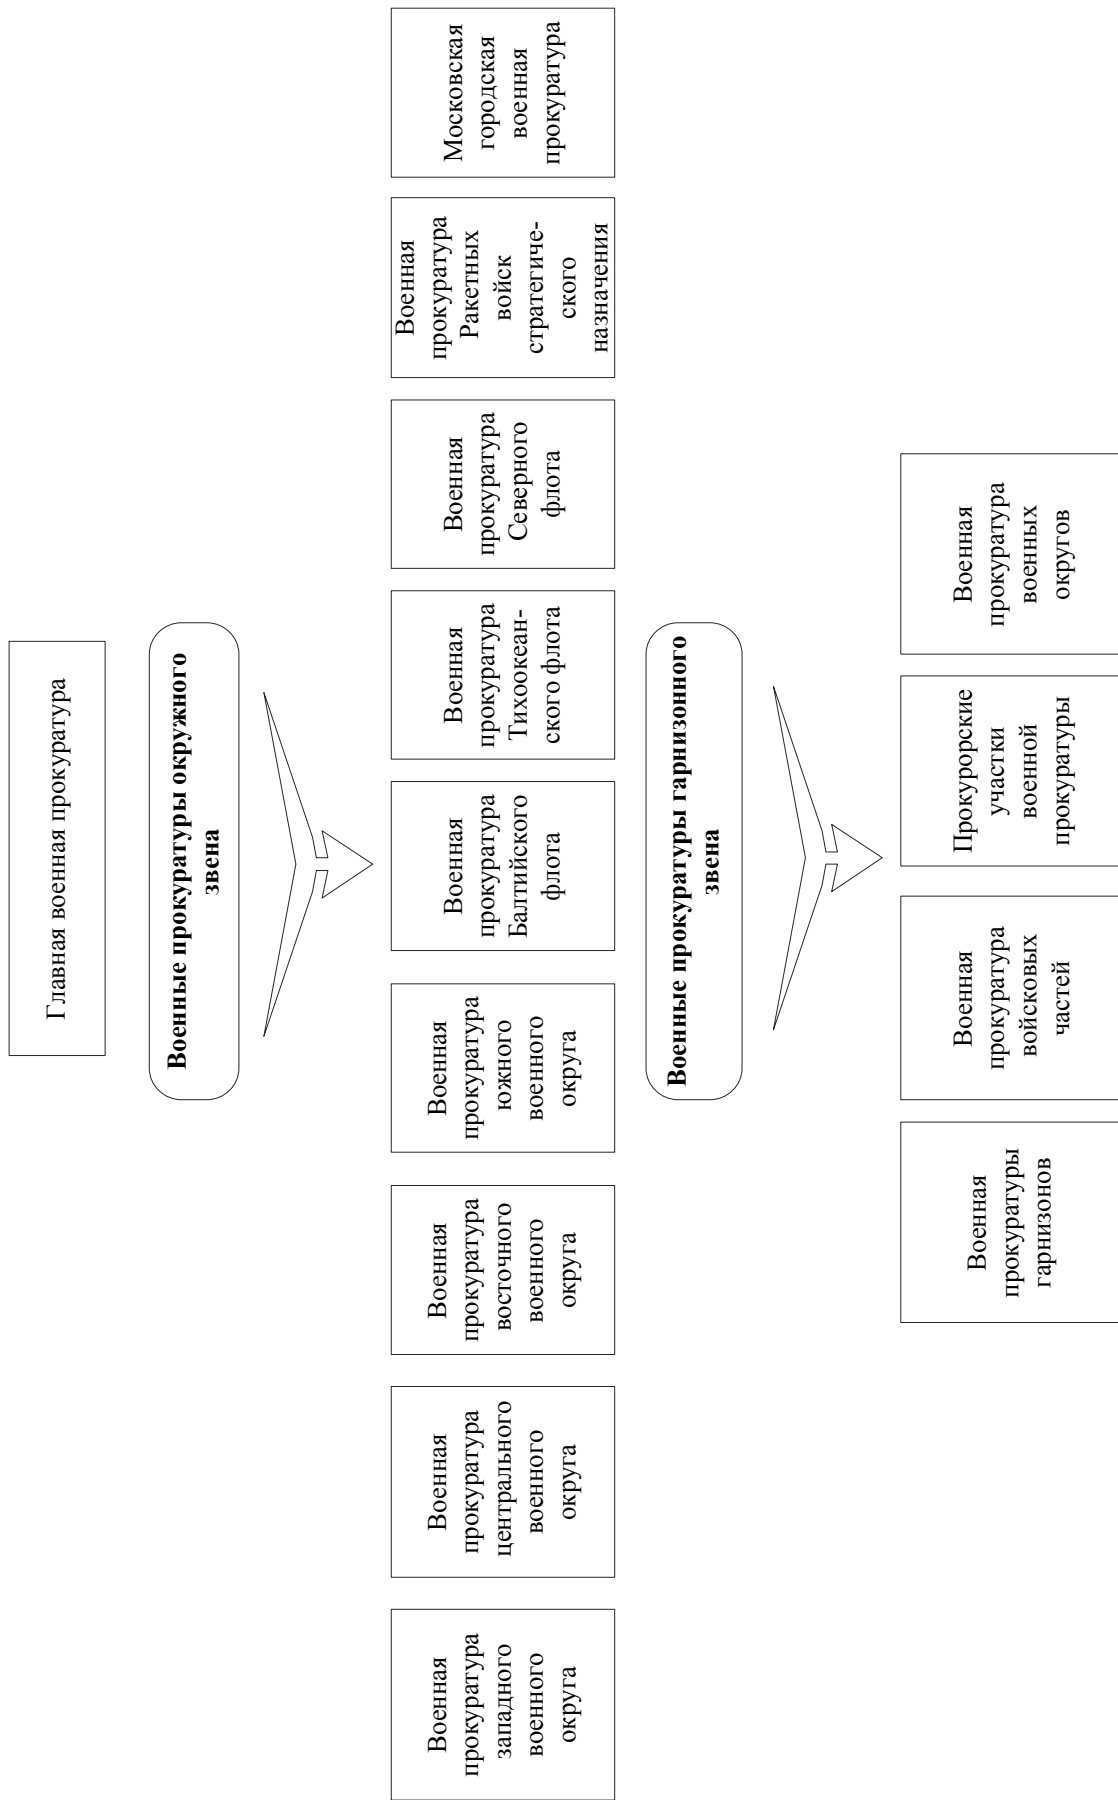 Главная военная прокуратура
Военные прокуратуры окружного
звена
Военная
прокуратура
западного
военного
округа
Военная
прокуратура
центрального
военного
округа
Военная
прокуратура
восточного
военного
округа
Военная
прокуратура
южного
военного
округа
Военная
прокуратура
Балтийского
флота
Военная
прокуратура
Тихоокеан-
ского флота
Военная
прокуратура
Северного
флота
Военная
прокуратура
Ракетных
войск
стратегиче-
ского
назначения
Московская
городская
военная
прокуратура
Военные прокуратуры гарнизонного
звена
Военная
прокуратуры
гарнизонов
Военная
прокуратура
войсковых
частей
Прокурорские
участки
военной
прокуратуры
Военная
прокуратура
военных
округов